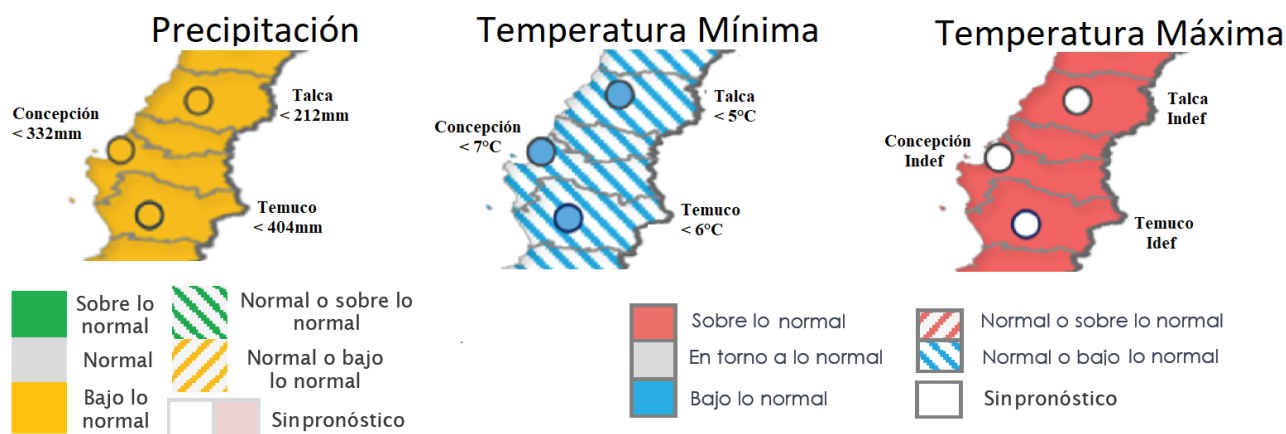 Precipitación
Temperatura Mínima
Temperatura Máxima
Concepción
< 332mm
Talca
< 212mm
Temuco
< 404mm
Concepción
< 7°C
Talca
< 5°C
Temuco
< 6°C
Concepción
Indef
Talca
Indef
Temuco
Idef
Sobre lo
normal
Normal
Bajo lo
normal
Normal o sobre lo
normal
Normal o bajo
lo normal
Sin pronóstico
Sobre lo normal
En torno a lo normal
Bajo lo normal
Normal o sobre lo normal
Normal o bajo lo normal
Sin pronóstico